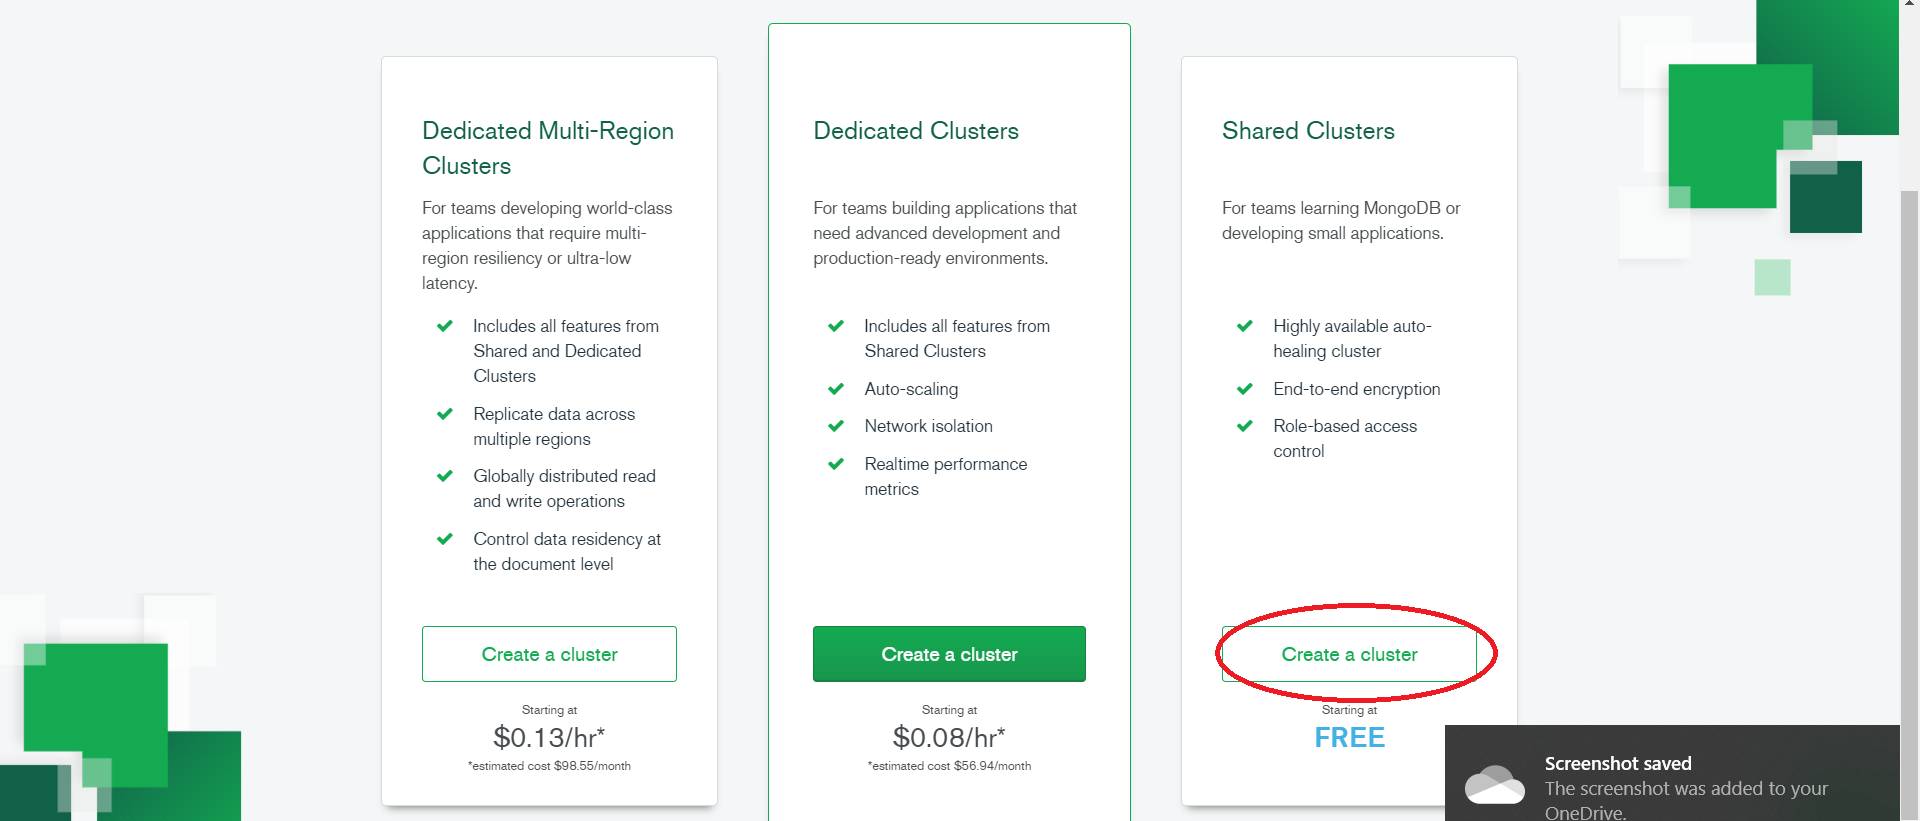 Dedicated Multi-Region
Clusters
For teams developing world-class
applications that require multi-
region resiliency or ultra-low
latency.
Includes all features from
Shared and Dedicated
Clusters
Replicate data across
multiple regions
Globally distributed read
and write operations
Control data residency at
the document level
Create a cluster
Starting at
$0.13/hr*
*estimated cost $98.55/month
Dedicated Clusters
For teams building applications that
need advanced development and
production-ready environments.
Includes all features from
Shared Clusters
Auto-scaling
Network isolation
Realtime performance
metrics
Create a cluster
Starting at
$0.08/hr*
*estimated cost $56.94/month
Shared Clusters
For teams learning MongoDB or
developing small applications.
Highly available auto-
healing cluster
End-to-end encryption
Role-based access
control
Create a cluster
Starting at
FREE
Screenshot saved
The screenshot was added to your
OneDrive.